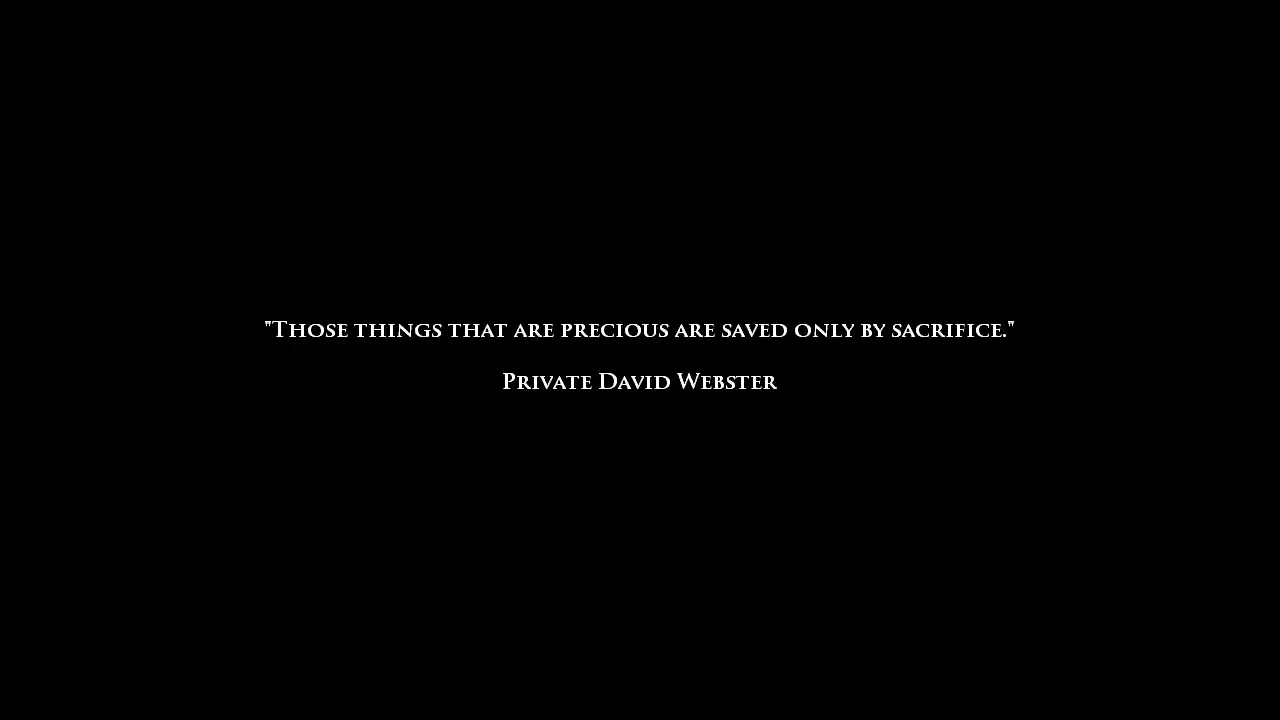 "Those things that are precious are saved only by sacrifice."
Private David Webster